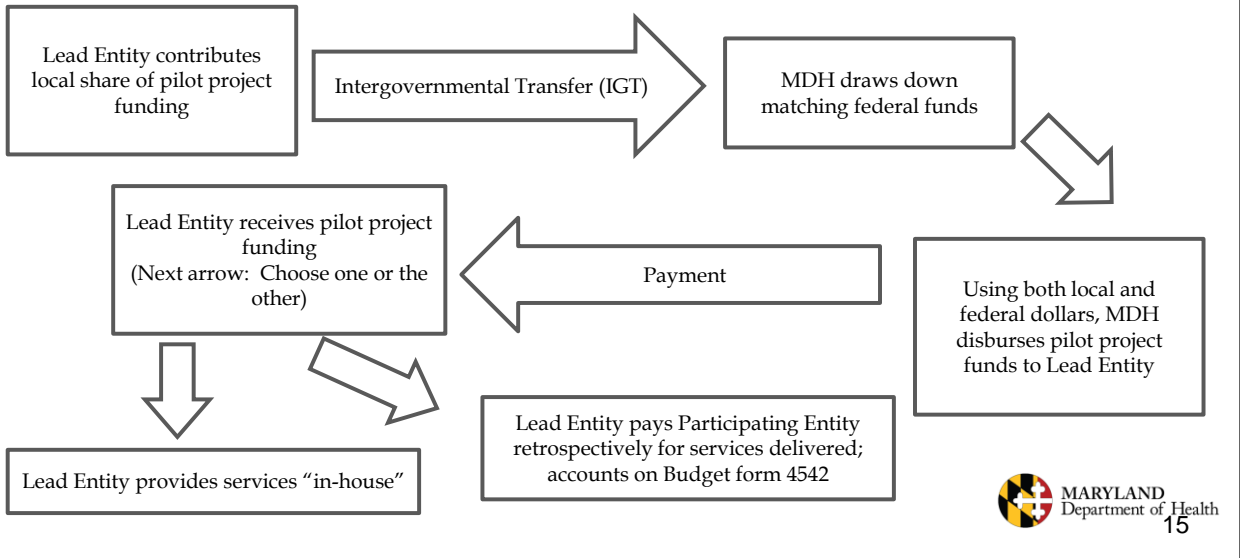 Lead Entity contributes
local share of pilot project
funding
Intergovernmental Transfer (IGT)
MDH draws down
matching federal funds
Using both local and
federal dollars, MDH
disburses pilot project
funds to Lead Entity
Payment
Lead Entity receives pilot project
funding
(Next arrow:  Choose one or the
other)
Lead Entity provides services “in-house”
Lead Entity pays Participating Entity
retrospectively for services delivered;
accounts on Budget form 4542
MARYLAND
Department of Health
15